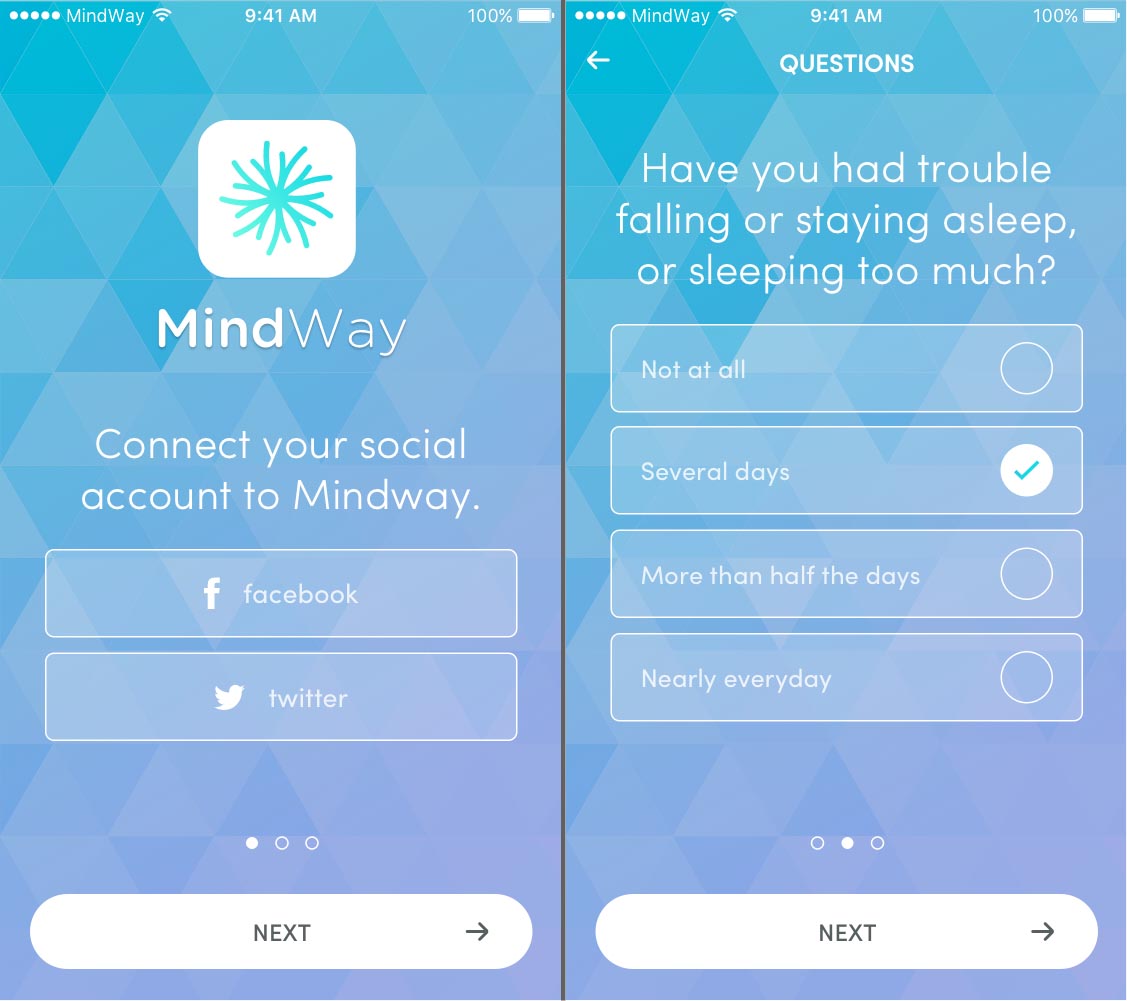 MindWay 9:41 AM 100%
MindWay
Connect your social
account to Mindway.
facebook
twitter
NEXT
MindWay 9:41 AM 100%
QUESTIONS
Have you had trouble
falling or staying asleep,
or sleeping too much?
Not at all
Several days
More than half the days
Nearly everyday
NEXT